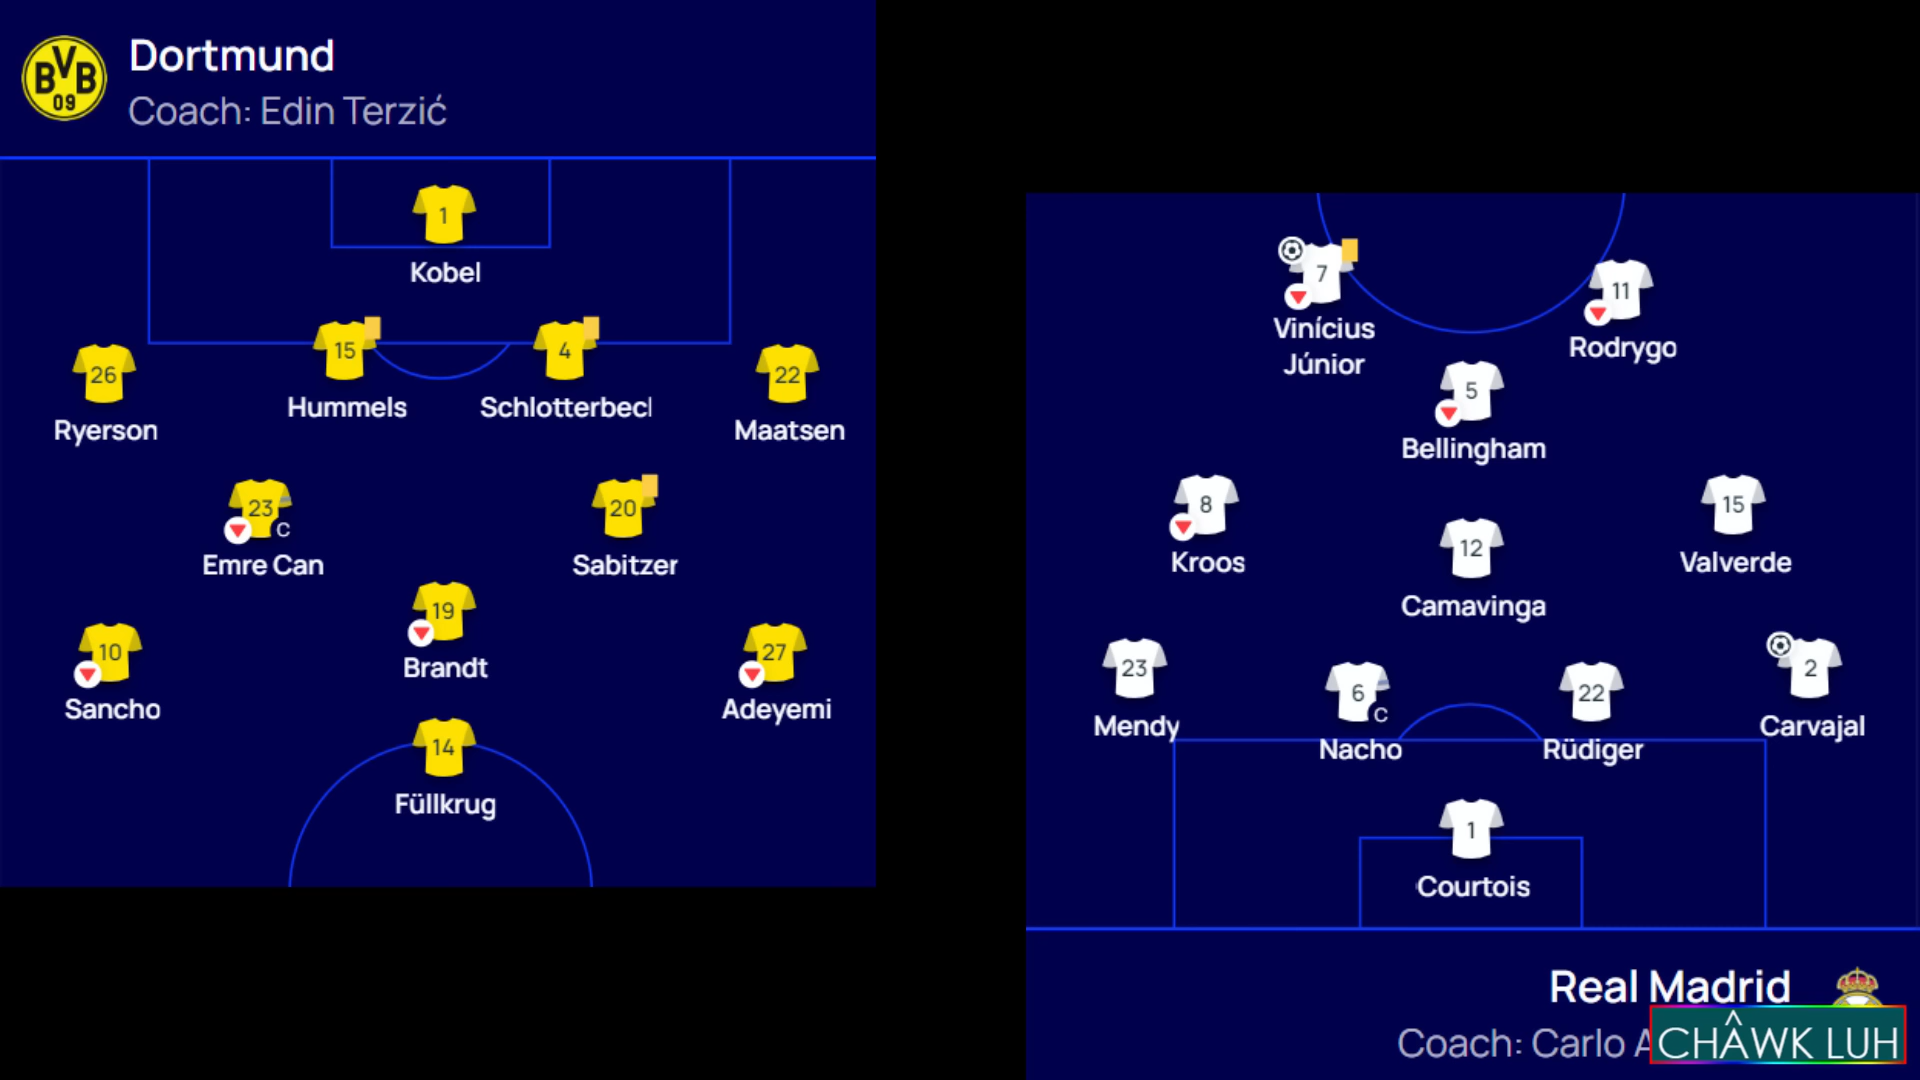 BVB
09
Dortmund
Coach: Edin Terzić
1
Kobel
26
Ryerson
15
Hummels
4
Schlotterbecl
22
Maatsen
23
C
Emre Can
20
Sabitzer
19
Brandt
10
Sancho
27
Adeyemi
14
Füllkrug
7
Vinícius
Júnior
11
Rodrygo
5
Bellingham
8
Kroos
12
Camavinga
15
Valverde
23
Mendy
6
C
Nacho
22
Rüdiger
2
Carvajal
1
Courtois
Real Madrid
Coach: Carlo A
CHÂWK LUH